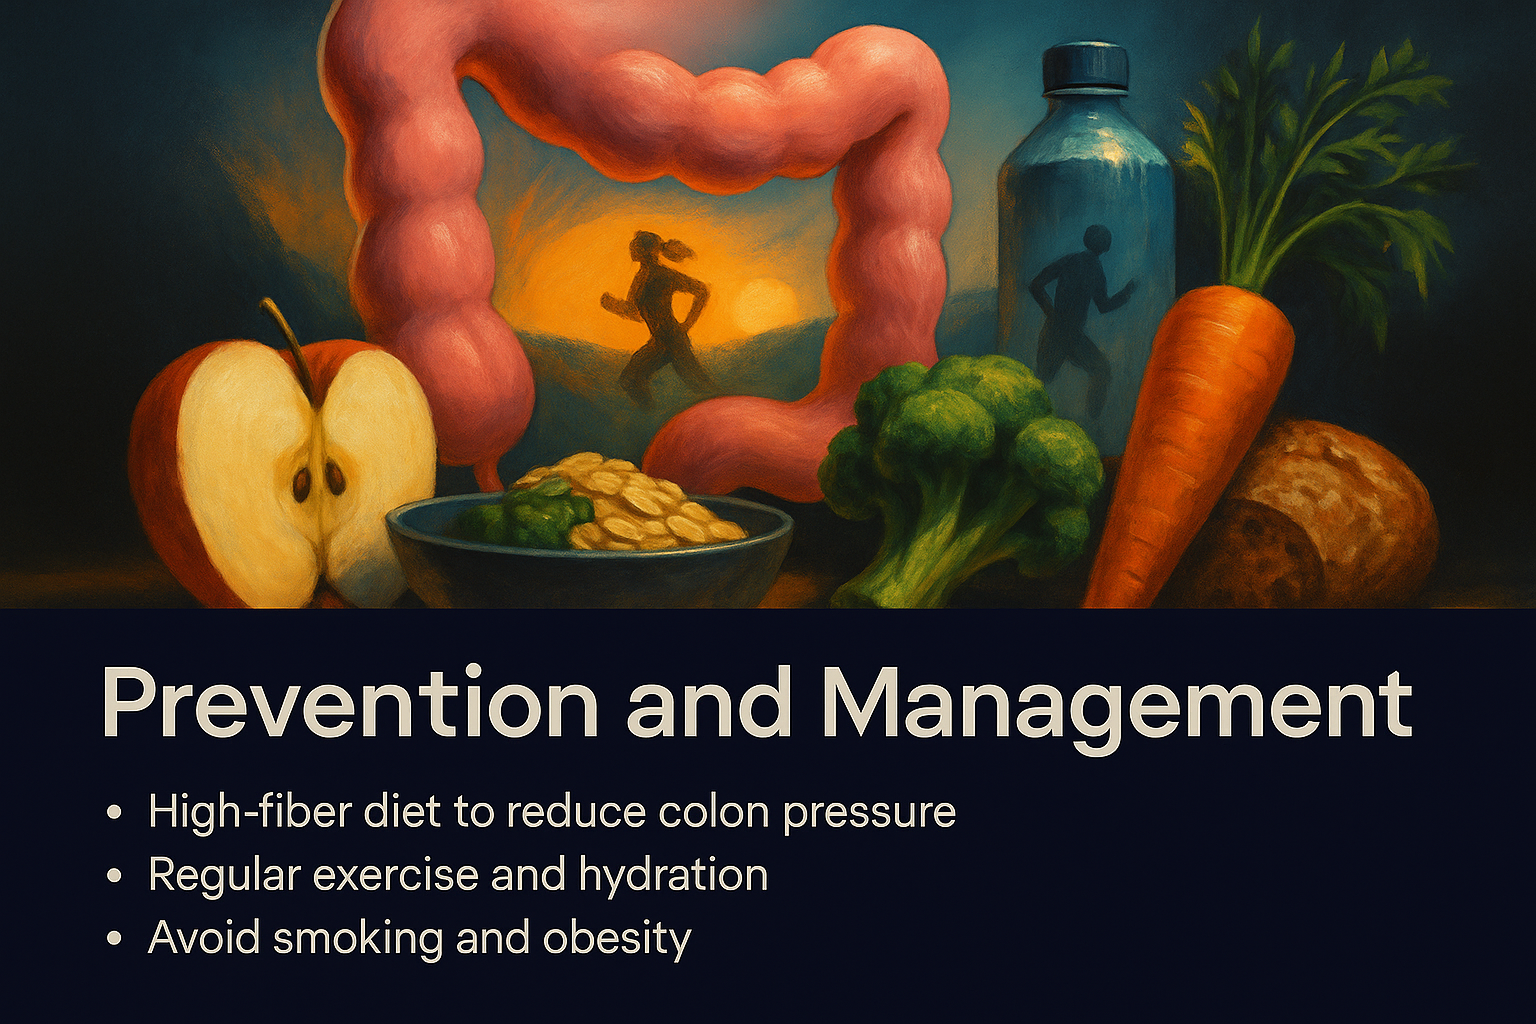 Prevention and Management
• High-fiber diet to reduce colon pressure
• Regular exercise and hydration
• Avoid smoking and obesity